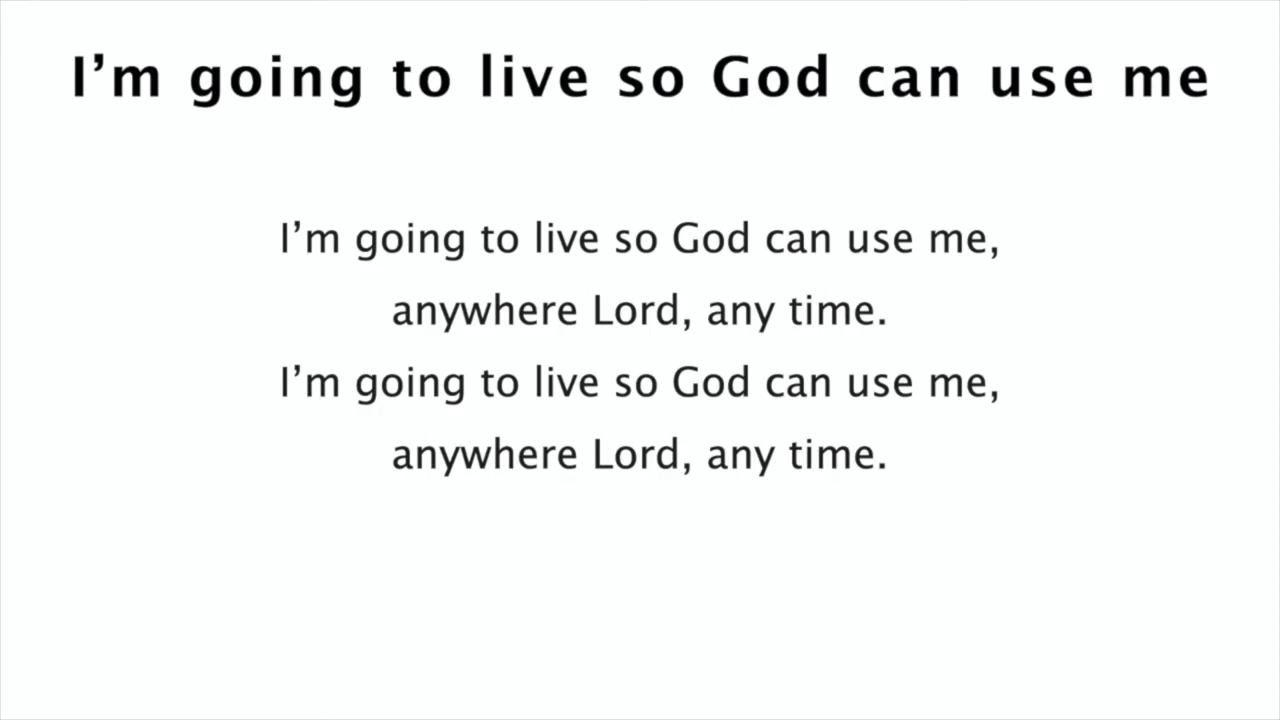 I’m going to live so God can use me
I’m going to live so God can use me,
anywhere Lord, any time.
I’m going to live so God can use me,
anywhere Lord, any time.